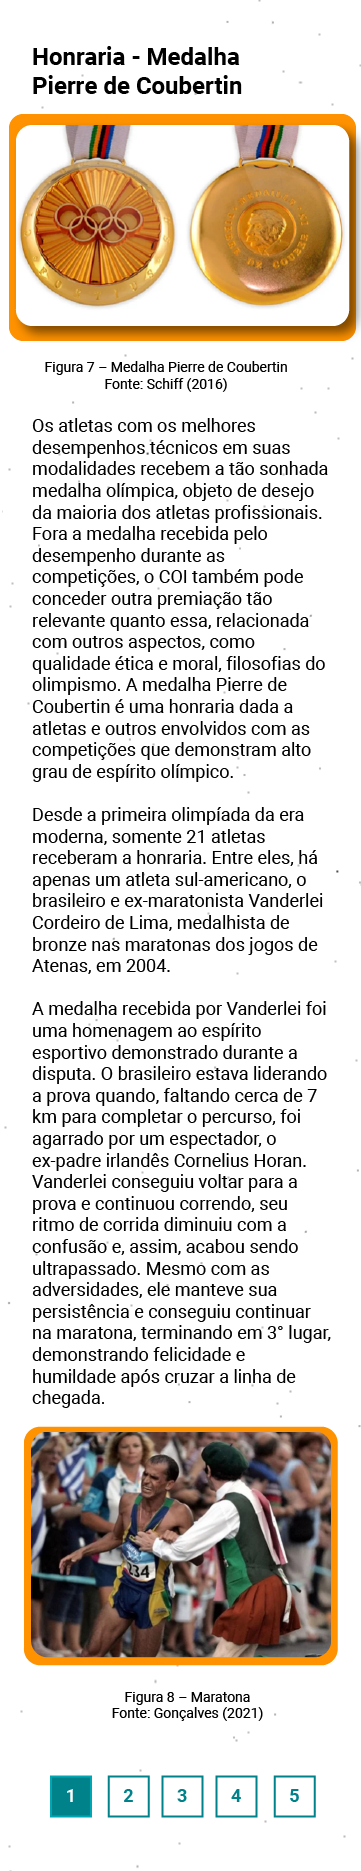 Honraria - Medalha
Pierre de Coubertin
Figura 7 – Medalha Pierre de Coubertin
Fonte: Schiff (2016)
Os atletas com os melhores
desempenhos técnicos em suas
modalidades recebem a tão sonhada
medalha olímpica, objeto de desejo
da maioria dos atletas profissionais.
Fora a medalha recebida pelo
desempenho durante as
competições, o COI também pode
conceder outra premiação tão
relevante quanto essa, relacionada
com outros aspectos, como
qualidade ética e moral, filosofias do
olimpismo. A medalha Pierre de
Coubertin é uma honraria dada a
atletas e outros envolvidos com as
competições que demonstram alto
grau de espírito olímpico.
Desde a primeira olimpíada da era
moderna, somente 21 atletas
receberam a honraria. Entre eles, há
apenas um atleta sul-americano, o
brasileiro e ex-maratonista Vanderlei
Cordeiro de Lima, medalhista de
bronze nas maratonas dos jogos de
Atenas, em 2004.
A medalha recebida por Vanderlei foi
uma homenagem ao espírito
esportivo demonstrado durante a
disputa. O brasileiro estava liderando
a prova quando, faltando cerca de 7
km para completar o percurso, foi
agarrado por um espectador, o
ex-padre irlandês Cornelius Horan.
Vanderlei conseguiu voltar para a
prova e continuou correndo, seu
ritmo de corrida diminuiu com a
confusão e, assim, acabou sendo
ultrapassado. Mesmo com as
adversidades, ele manteve sua
persistência e conseguiu continuar
na maratona, terminando em 3° lugar,
demonstrando felicidade e
humildade após cruzar a linha de
chegada.
234
Figura 8 – Maratona
Fonte: Gonçalves (2021)
1 2 3 4 5